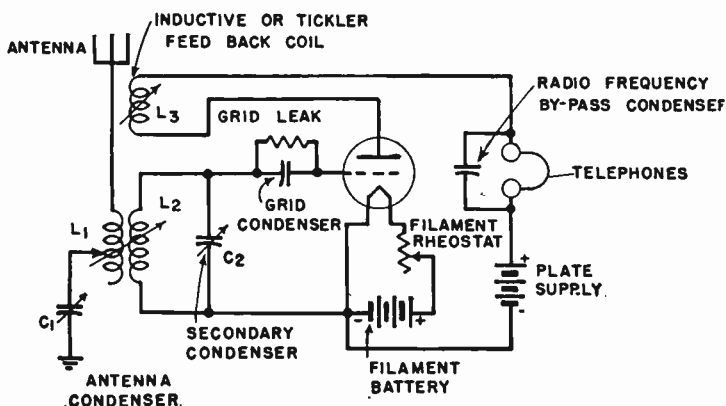 INDUCTIVE OR TICKLER
FEED BACK COIL
ANTENNA
L3
GRID LEAK
RADIO FREQUENCY
BY-PASS CONDENSER
TELEPHONES
L1
L2
GRID
CONDENSER
FILAMENT
RHEOSTAT
C2
+
PLATE
SUPPLY
-
C1
SECONDARY
CONDENSER
- +
FILAMENT
BATTERY
ANTENNA
CONDENSER